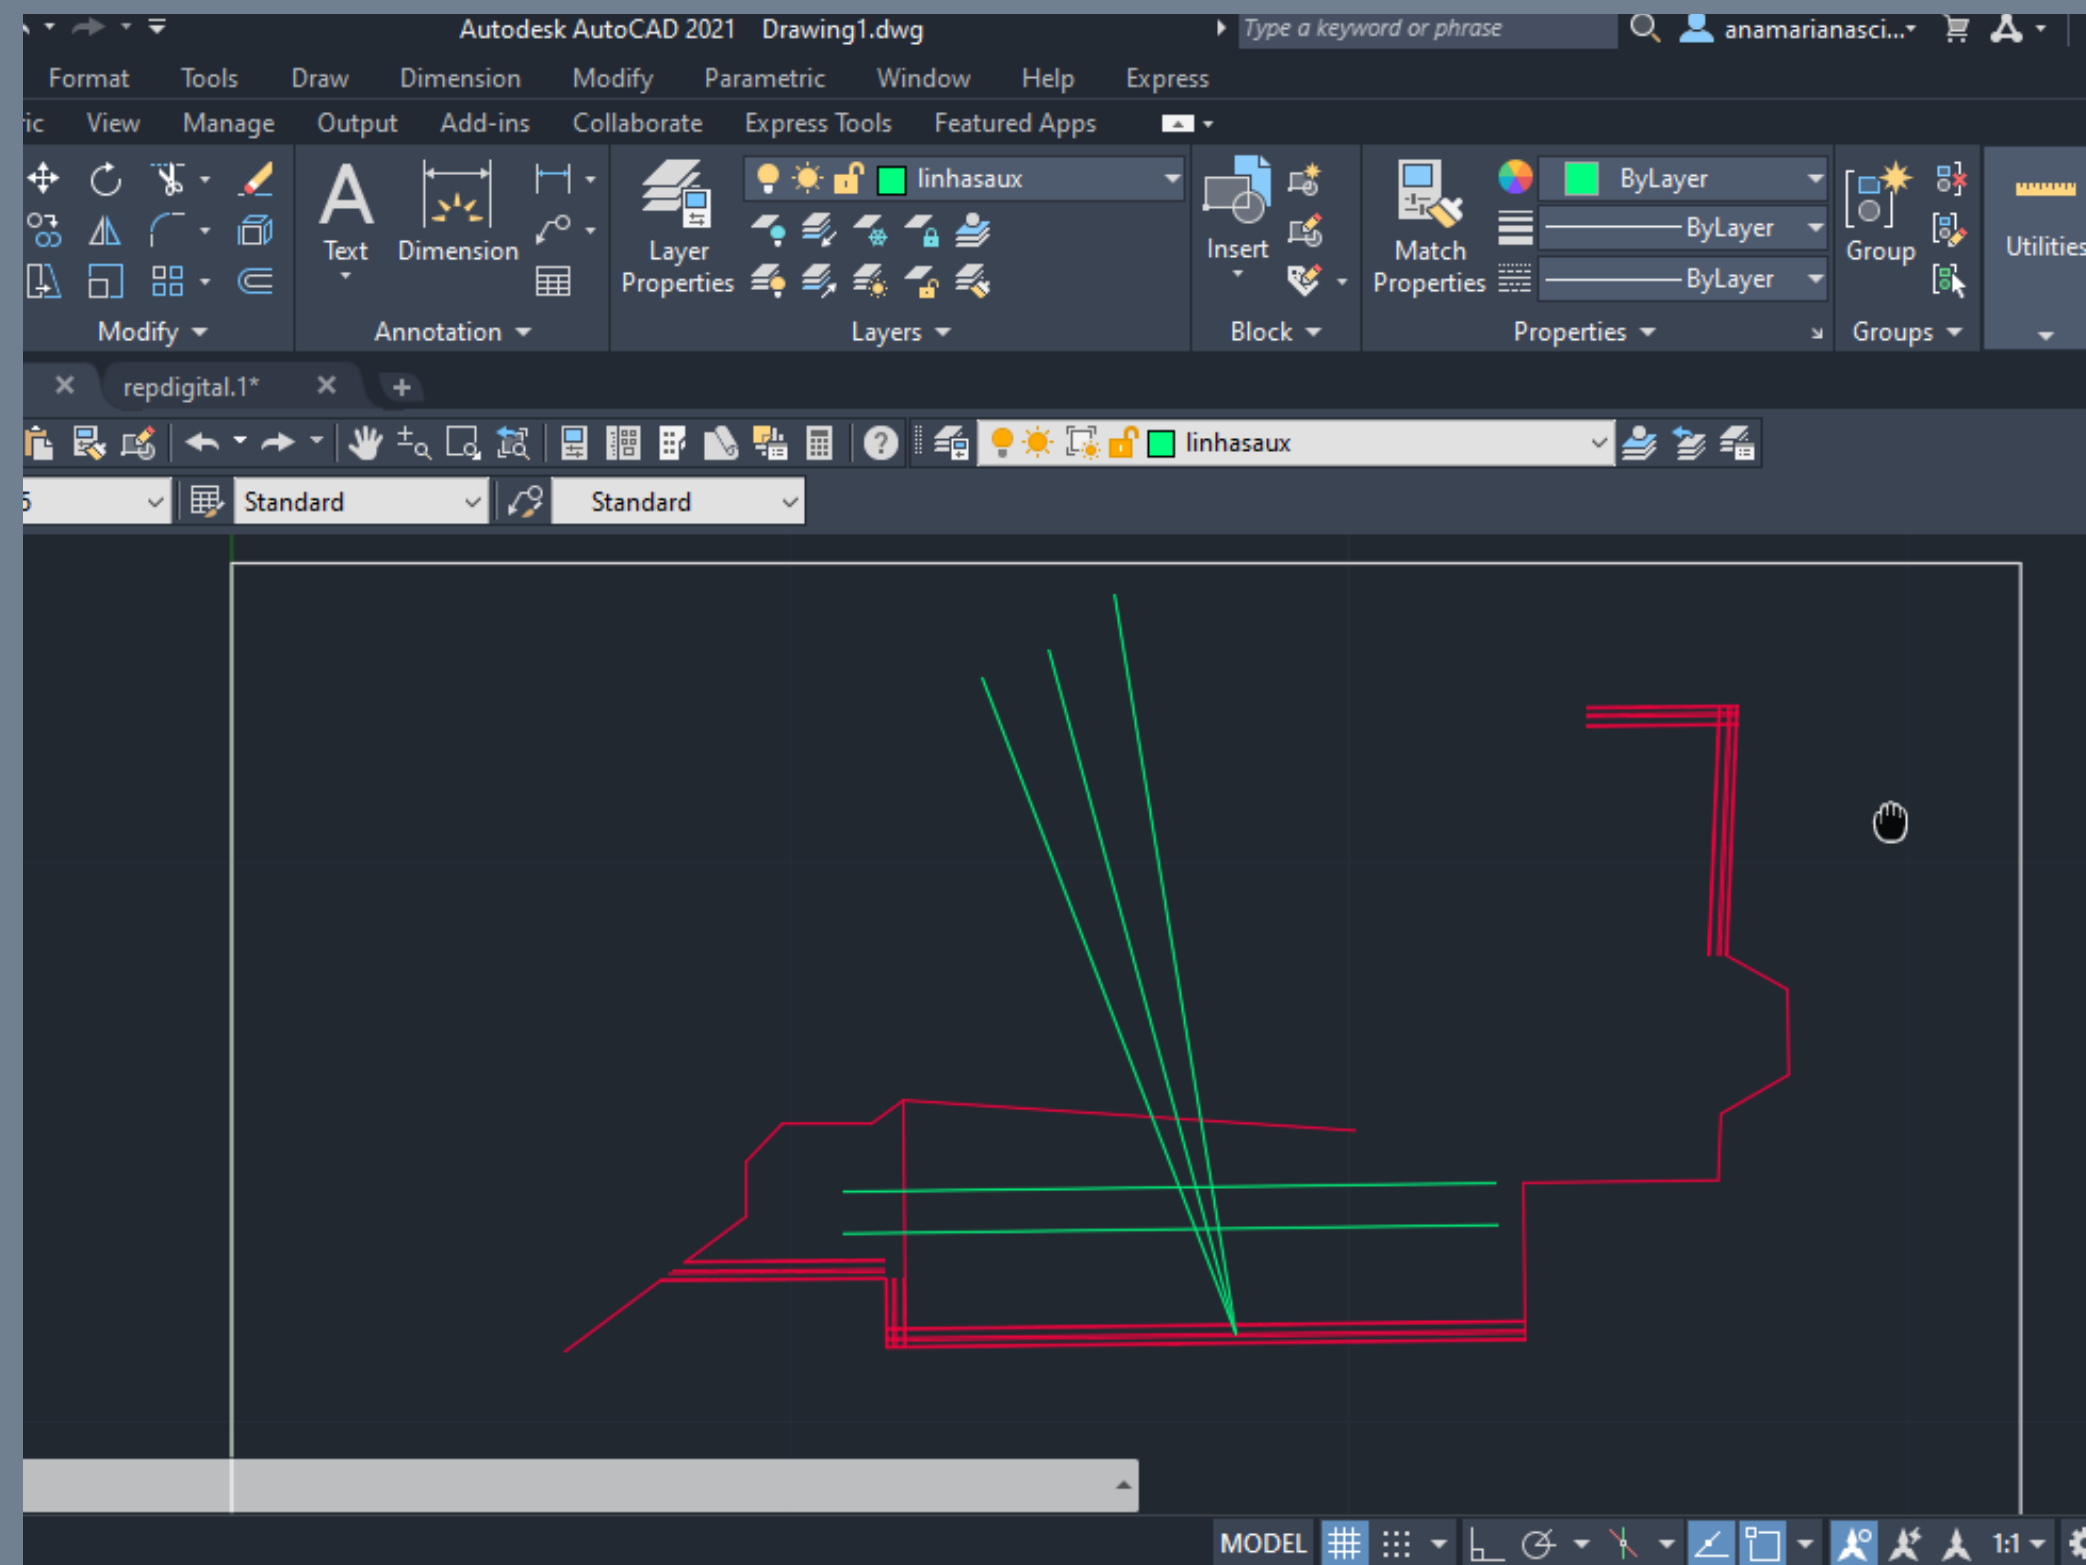 Autodesk AutoCAD 2021 Drawing1.dwg Type a keyword or phrase anamarianasci...
Format Tools Draw Dimension Modify Parametric Window Help Express
ric View Manage Output Add-ins Collaborate Express Tools Featured Apps
linhasaux ByLayer
ByLayer
Text Dimension Layer Properties Insert Match Properties Group Utilities
ByLayer
Modify Annotation Layers Block Properties Groups
repdigital.1*
linhasaux
Standard Standard
MODEL 1:1